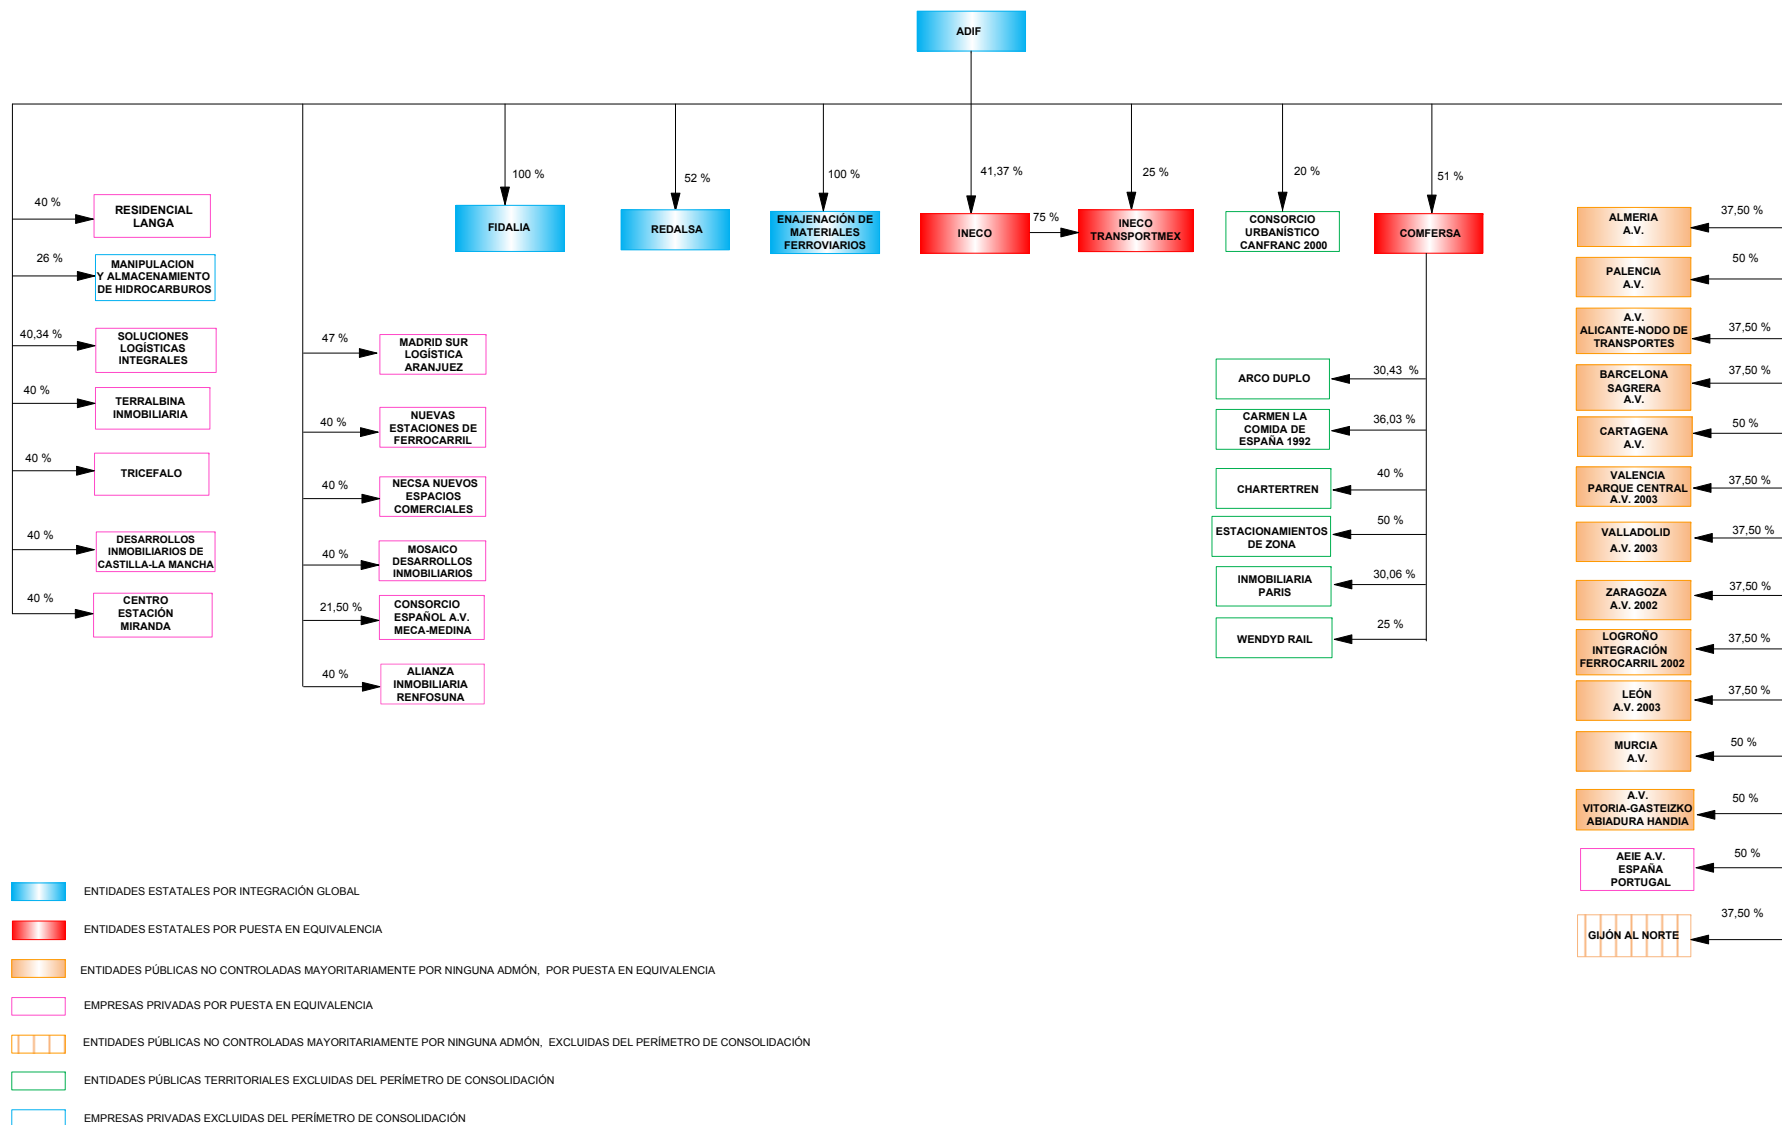 ADIF
100 %
52 %
100 %
41,37 %
25 %
20 %
51 %
FIDALIA
REDALSA
ENAJENACIÓN DE
MATERIALES
FERROVIARIOS
INECO
75 %
INECO
TRANSPORTMEX
CONSORCIO
URBANÍSTICO
CANFRANC 2000
COMFERSA
40 %
RESIDENCIAL
LANGA
26 %
MANIPULACION
Y ALMACENAMIENTO
DE HIDROCARBUROS
40,34 %
SOLUCIONES
LOGÍSTICAS
INTEGRALES
40 %
TERRALBINA
INMOBILIARIA
40 %
TRICEFALO
40 %
DESARROLLOS
INMOBILIARIOS DE
CASTILLA-LA MANCHA
40 %
CENTRO
ESTACIÓN
MIRANDA
47 %
MADRID SUR
LOGÍSTICA
ARANJUEZ
40 %
NUEVAS
ESTACIONES DE
FERROCARRIL
40 %
NECSA NUEVOS
ESPACIOS
COMERCIALES
40 %
MOSAICO
DESARROLLOS
INMOBILIARIOS
21,50 %
CONSORCIO
ESPAÑOL A.V.
MECA-MEDINA
40 %
ALIANZA
INMOBILIARIA
RENFOSUNA
ARCO DUPLO
30,43 %
CARMEN LA
COMIDA DE
ESPAÑA 1992
36,03 %
CHARTERTREN
40 %
ESTACIONAMIENTOS
DE ZONA
50 %
INMOBILIARIA
PARIS
30,06 %
WENDYD RAIL
25 %
ALMERIA
A.V.
37,50 %
PALENCIA
A.V.
50 %
A.V.
ALICANTE-NODO DE
TRANSPORTES
37,50 %
BARCELONA
SAGRERA
A.V.
37,50 %
CARTAGENA
A.V.
50 %
VALENCIA
PARQUE CENTRAL
A.V. 2003
37,50 %
VALLADOLID
A.V. 2003
37,50 %
ZARAGOZA
A.V. 2002
37,50 %
LOGROÑO
INTEGRACIÓN
FERROCARRIL 2002
37,50 %
LEÓN
A.V. 2003
37,50 %
MURCIA
A.V.
50 %
A.V.
VITORIA-GASTEIZKO
ABIADURA HANDIA
50 %
AEIE A.V.
ESPAÑA
PORTUGAL
50 %
GIJÓN AL NORTE
37,50 %
ENTIDADES ESTATALES POR INTEGRACIÓN GLOBAL
ENTIDADES ESTATALES POR PUESTA EN EQUIVALENCIA
ENTIDADES PÚBLICAS NO CONTROLADAS MAYORITARIAMENTE POR NINGUNA ADMÓN, POR PUESTA EN EQUIVALENCIA
EMPRESAS PRIVADAS POR PUESTA EN EQUIVALENCIA
ENTIDADES PÚBLICAS NO CONTROLADAS MAYORITARIAMENTE POR NINGUNA ADMÓN, EXCLUIDAS DEL PERÍMETRO DE CONSOLIDACIÓN
ENTIDADES PÚBLICAS TERRITORIALES EXCLUIDAS DEL PERÍMETRO DE CONSOLIDACIÓN
EMPRESAS PRIVADAS EXCLUIDAS DEL PERÍMETRO DE CONSOLIDACIÓN